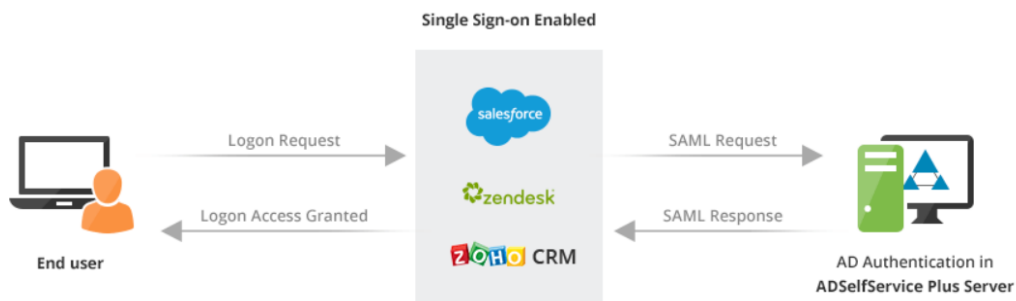 Single Sign-on Enabled
salesforce
Logon Request
SAML Request
zendesk
Logon Access Granted
SAML Response
ZOHO CRM
End user
AD Authentication in
ADSelfService Plus Server